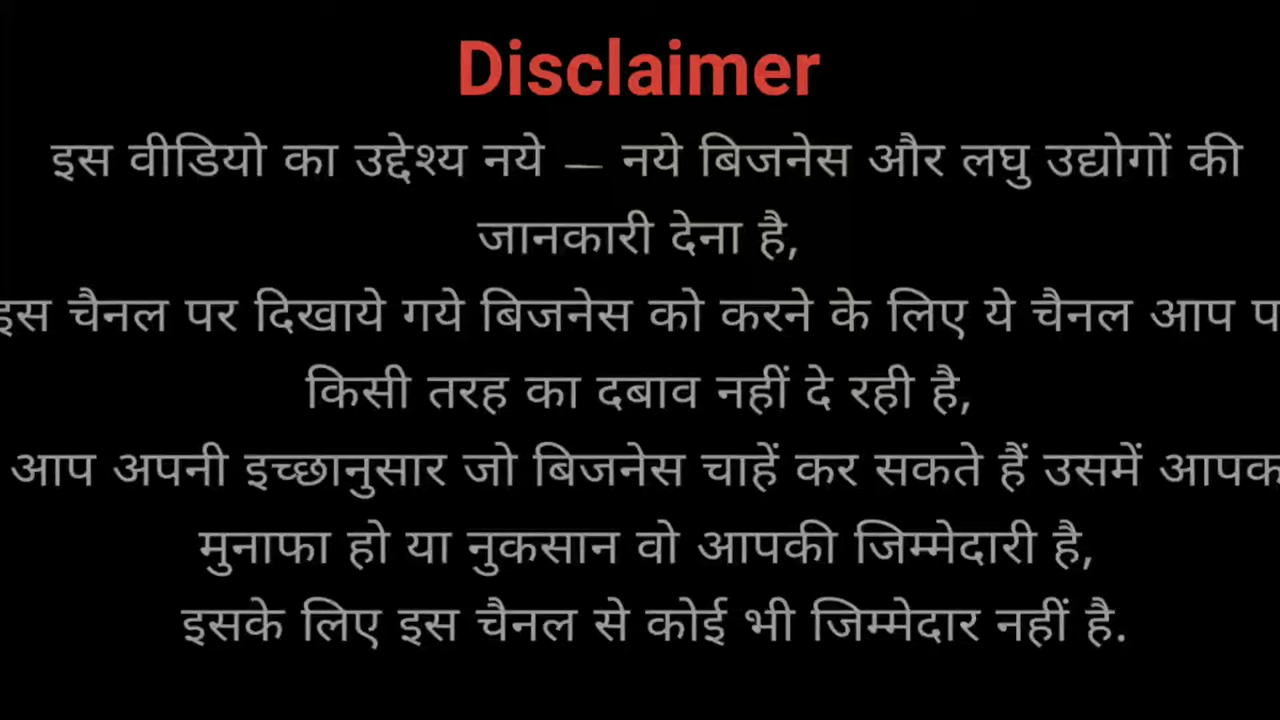 Disclaimer
इस वीडियो का उद्देश्य नये – नये बिजनेस और लघु उद्योगों की
जानकारी देना है,
इस चैनल पर दिखाये गये बिजनेस को करने के लिए ये चैनल आप प
किसी तरह का दबाव नहीं दे रही है,
आप अपनी इच्छानुसार जो बिजनेस चाहें कर सकते हैं उसमें आपक
मुनाफा हो या नुकसान वो आपकी जिम्मेदारी है,
इसके लिए इस चैनल से कोई भी जिम्मेदार नहीं है.